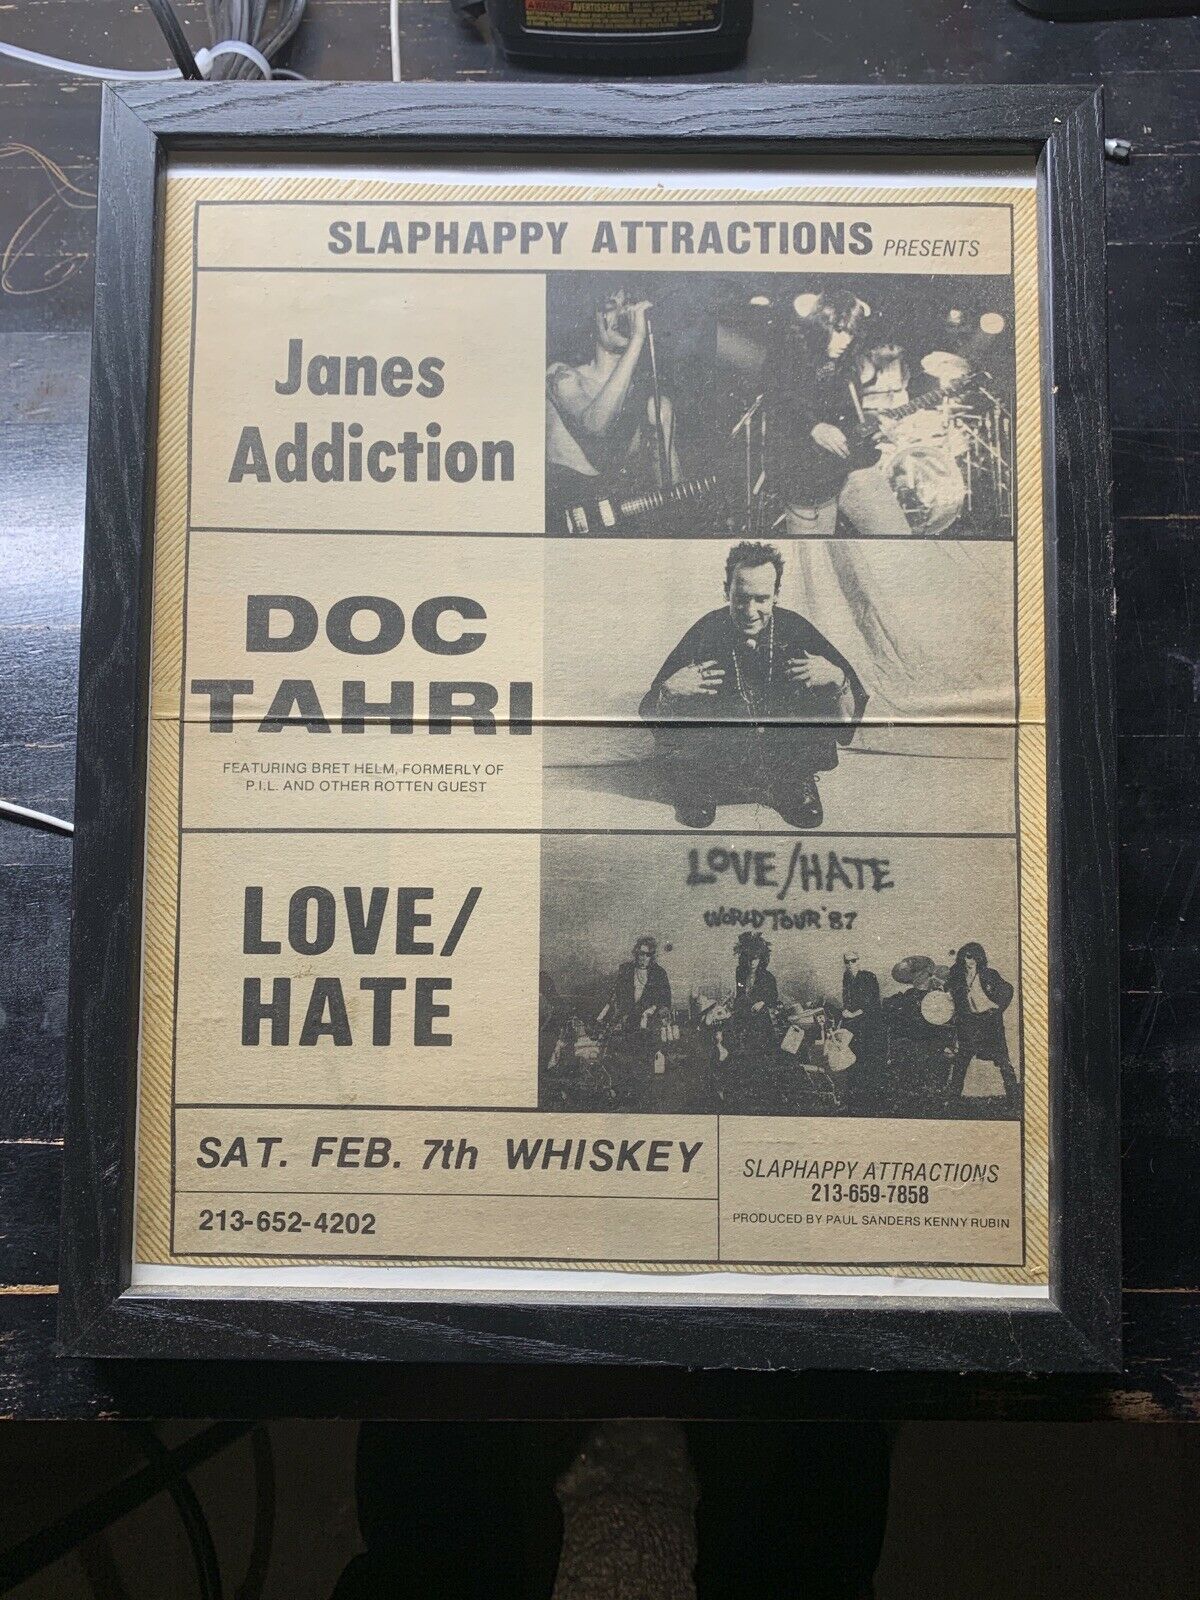 WARNING AVERTISSEMENT
SLAPHAPPY ATTRACTIONS PRESENTS
Janes
Addiction
DOC
TAHRI
FEATURING BRET HELM, FORMERLY OF
P.I.L. AND OTHER ROTTEN GUEST
LOVE/HATE
WORLD TOUR '87
LOVE/
HATE
SAT. FEB. 7th WHISKEY
213-652-4202
SLAPHAPPY ATTRACTIONS
213-659-7858
PRODUCED BY PAUL SANDERS KENNY RUBIN